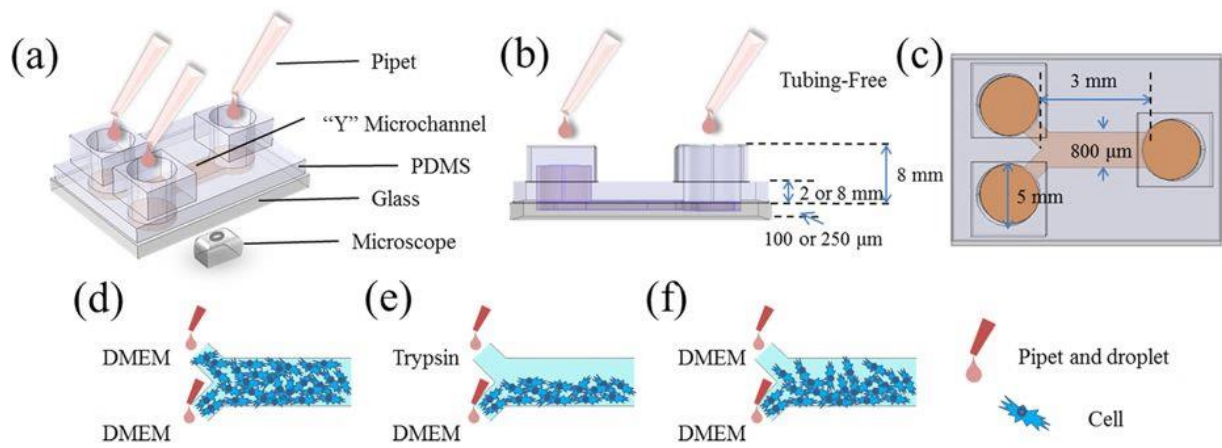 (a)
Pipet
“Y” Microchannel
PDMS
Glass
Microscope
(b)
Tubing-Free
8 mm
2 or 8 mm
100 or 250 μm
(c)
3 mm
800 μm
5 mm
(d)
DMEM
DMEM
(e)
Trypsin
DMEM
(f)
DMEM
DMEM
Pipet and droplet
Cell